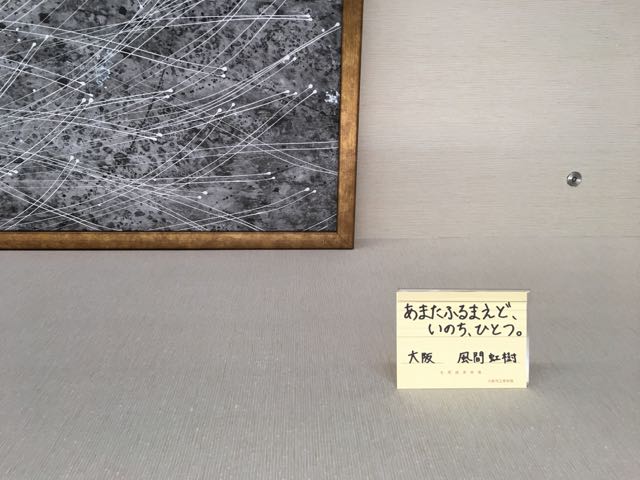 あまたふるまえど、
いのち、ひとつ。
大阪 風間虹樹